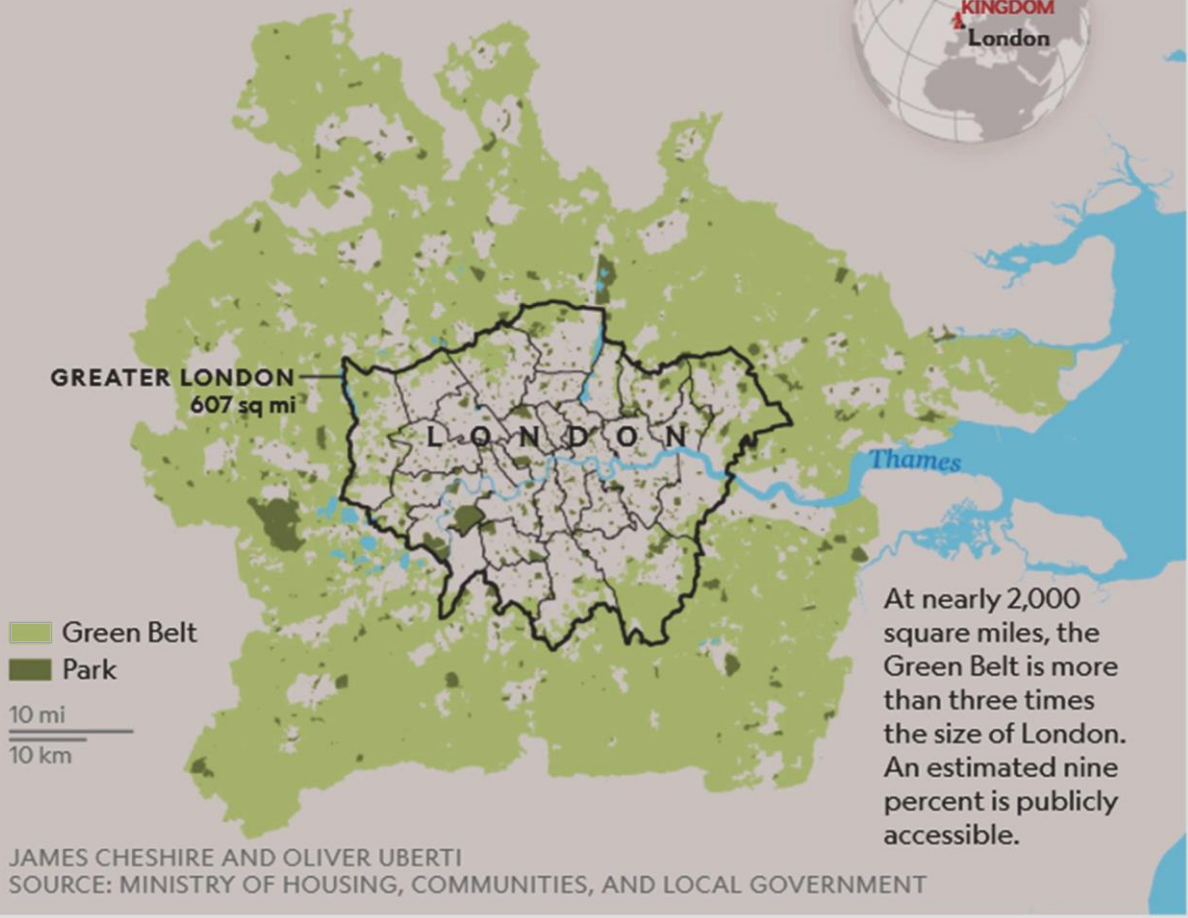 KINGDOM
London
GREATER LONDON
607 sq mi
LONDON
Thames
Green Belt
Park
10 mi
10 km
At nearly 2,000
square miles, the
Green Belt is more
than three times
the size of London.
An estimated nine
percent is publicly
accessible.
JAMES CHESHIRE AND OLIVER UBERTI
SOURCE: MINISTRY OF HOUSING, COMMUNITIES, AND LOCAL GOVERNMENT